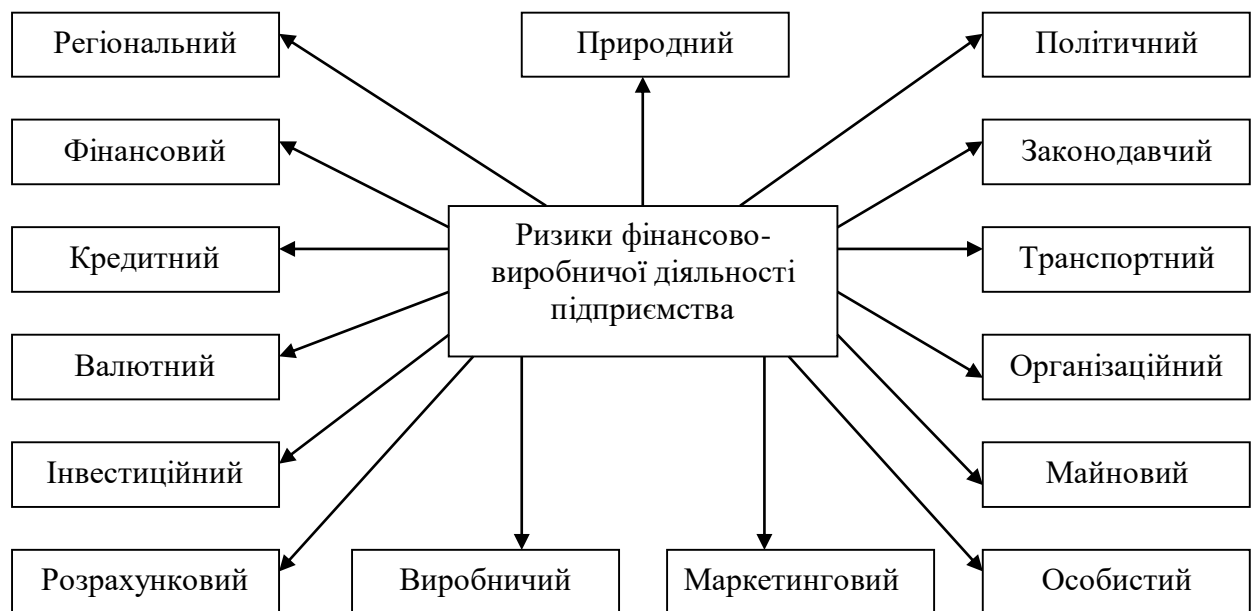 Регіональний
Природний
Політичний
Фінансовий
Законодавчий
Ризики фінансово-
виробничої діяльності
підприємства
Кредитний
Транспортний
Валютний
Організаційний
Інвестиційний
Майновий
Розрахунковий
Виробничий
Маркетинговий
Особистий